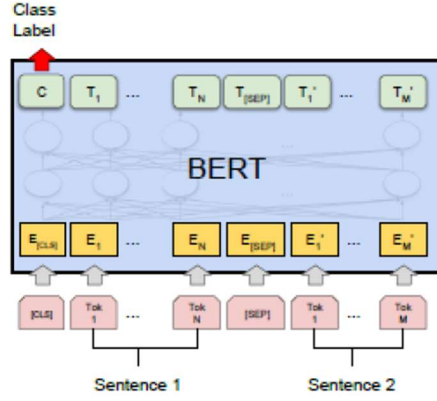 Class
Label
C T1 ... TN T[SEP] T1' ... TM'
...
BERT
...
E[CLS] E1 ... EN E[SEP] E1' ... EM'
[CLS] Tok 1 ... Tok N [SEP] Tok 1 ... Tok M
Sentence 1 Sentence 2